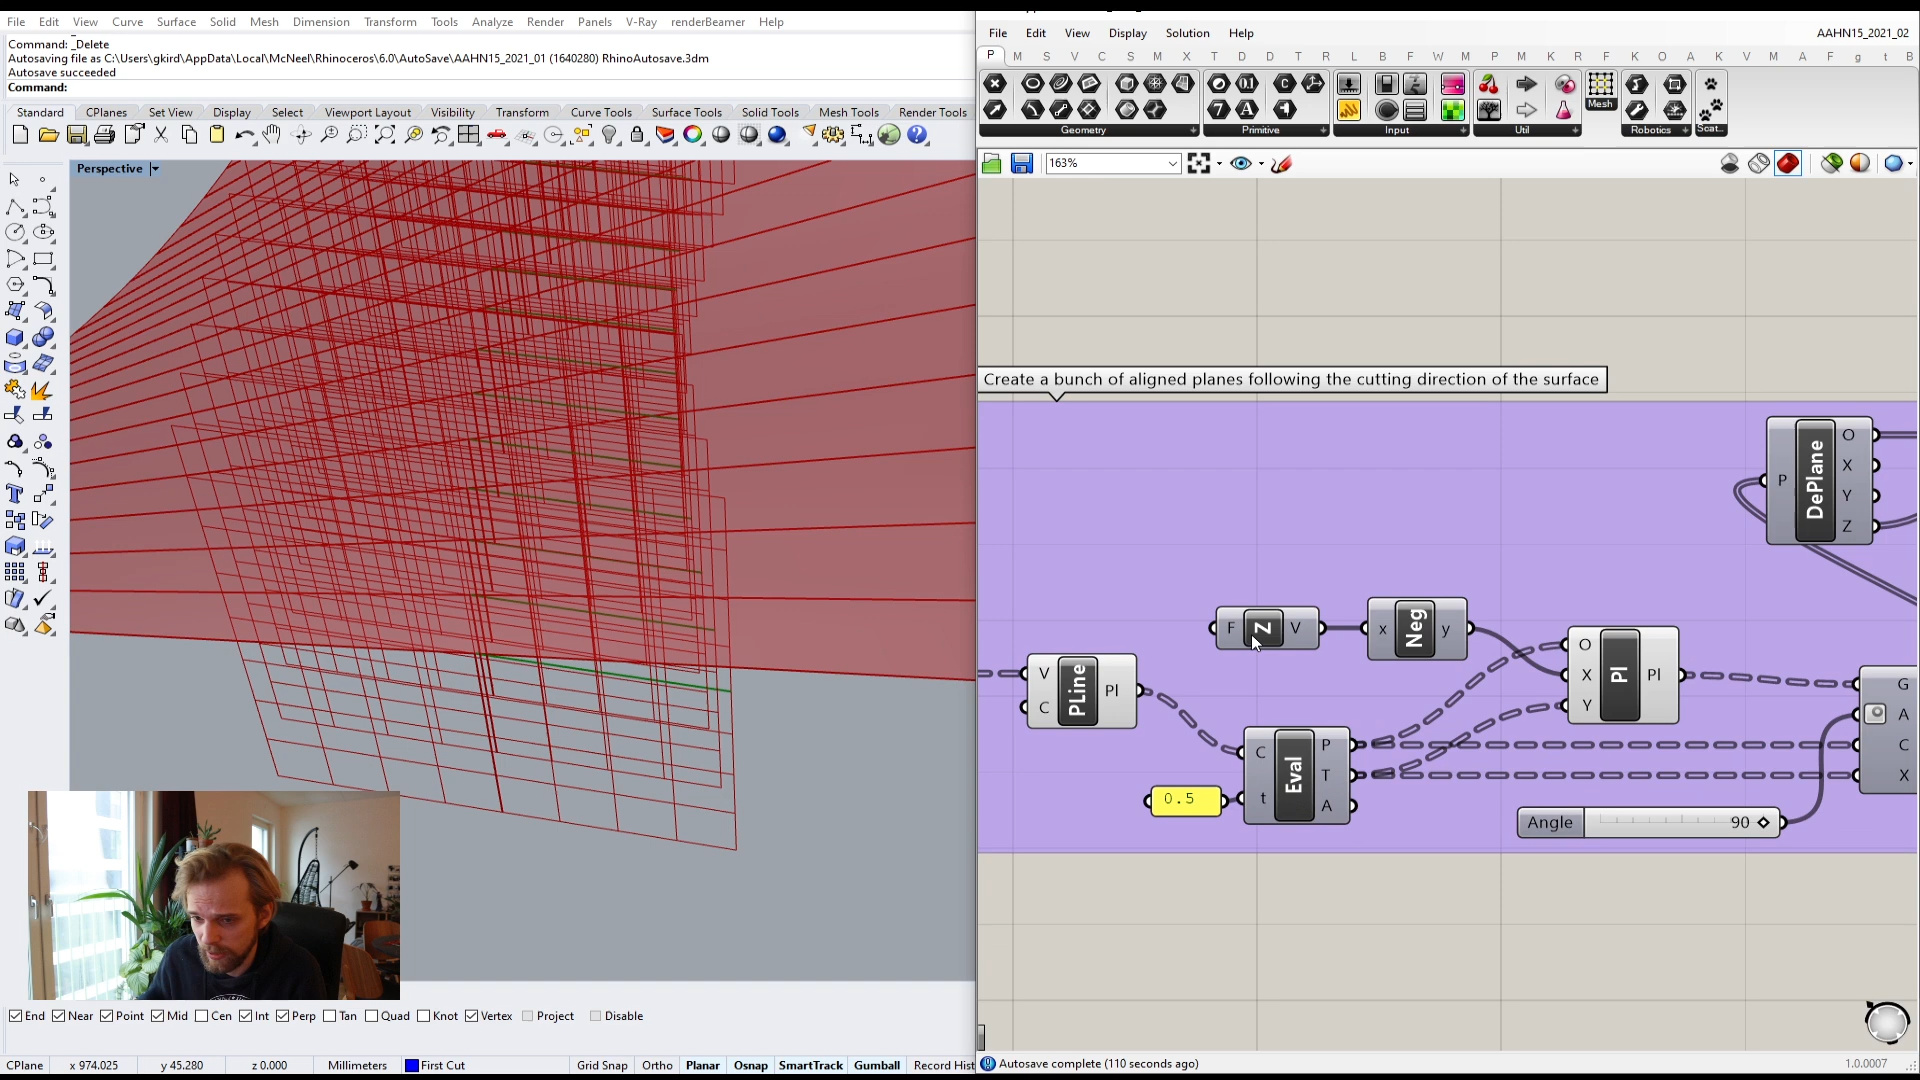 File Edit View Curve Surface Solid Mesh Dimension Transform Tools Analyze Render Panels V-Ray renderBeamer Help
Command: _Delete
Autosaving file as C:\Users\gkird\AppData\Local\McNeel\Rhinoceros\6.0\AutoSave\AAHN15_2021_01 (1640280) RhinoAutosave.3dm
Autosave succeeded
Command:
Standard CPlanes Set View Display Select Viewport Layout Visibility Transform Curve Tools Surface Tools Solid Tools Mesh Tools Render Tools
Perspective
File Edit View Display Solution Help AAHN15_2021_02
P M S V C S M I X T D D T R L B F A K R F G F W M P K O A K V M A F g t B
Mesh
Geometry Primitive Input Util Robotics Scat...
163%
Create a bunch of aligned planes following the cutting direction of the surface
P DePlane O X Y Z
F Z V
x Neg y
O X Y Pl Pl
V C PLine Pl
C t Eval P T A
0.5
G A C X
Angle 90
End Near Point Mid Cen Int Perp Tan Quad Knot Vertex Project Disable
CPlane x 974.025 y 45.280 z 0.000 Millimeters First Cut Grid Snap Ortho Planar Osnap SmartTrack Gumball Record Hist
Autosave complete (110 seconds ago) 1.0.0007